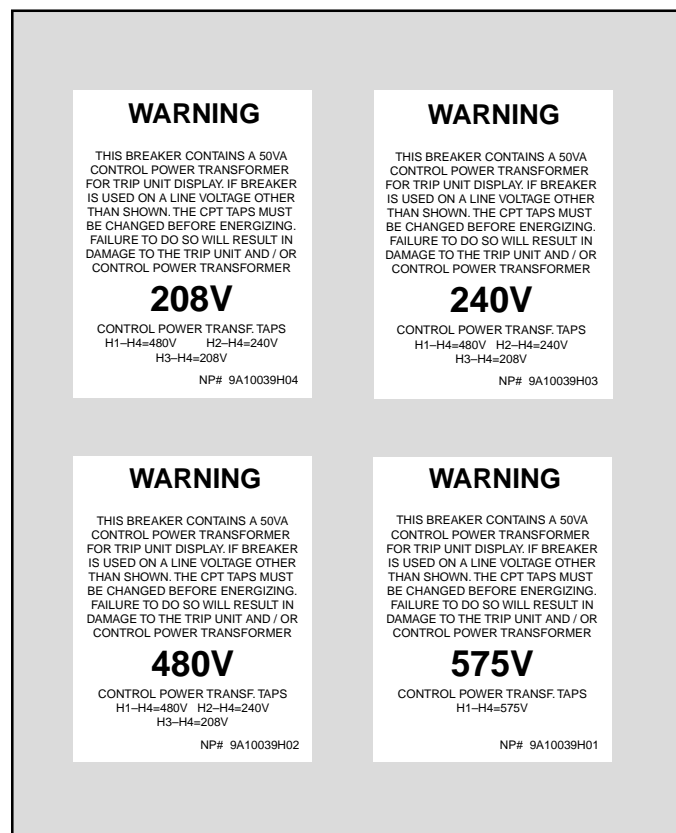 WARNING
THIS BREAKER CONTAINS A 50VA
CONTROL POWER TRANSFORMER
FOR TRIP UNIT DISPLAY. IF BREAKER
IS USED ON A LINE VOLTAGE OTHER
THAN SHOWN. THE CPT TAPS MUST
BE CHANGED BEFORE ENERGIZING.
FAILURE TO DO SO WILL RESULT IN
DAMAGE TO THE TRIP UNIT AND / OR
CONTROL POWER TRANSFORMER
208V
CONTROL POWER TRANSF. TAPS
H1–H4=480V H2–H4=240V
H3–H4=208V
NP# 9A10039H04
WARNING
THIS BREAKER CONTAINS A 50VA
CONTROL POWER TRANSFORMER
FOR TRIP UNIT DISPLAY. IF BREAKER
IS USED ON A LINE VOLTAGE OTHER
THAN SHOWN. THE CPT TAPS MUST
BE CHANGED BEFORE ENERGIZING.
FAILURE TO DO SO WILL RESULT IN
DAMAGE TO THE TRIP UNIT AND / OR
CONTROL POWER TRANSFORMER
240V
CONTROL POWER TRANSF. TAPS
H1–H4=480V H2–H4=240V
H3–H4=208V
NP# 9A10039H03
WARNING
THIS BREAKER CONTAINS A 50VA
CONTROL POWER TRANSFORMER
FOR TRIP UNIT DISPLAY. IF BREAKER
IS USED ON A LINE VOLTAGE OTHER
THAN SHOWN. THE CPT TAPS MUST
BE CHANGED BEFORE ENERGIZING.
FAILURE TO DO SO WILL RESULT IN
DAMAGE TO THE TRIP UNIT AND / OR
CONTROL POWER TRANSFORMER
480V
CONTROL POWER TRANSF. TAPS
H1–H4=480V H2–H4=240V
H3–H4=208V
NP# 9A10039H02
WARNING
THIS BREAKER CONTAINS A 50VA
CONTROL POWER TRANSFORMER
FOR TRIP UNIT DISPLAY. IF BREAKER
IS USED ON A LINE VOLTAGE OTHER
THAN SHOWN. THE CPT TAPS MUST
BE CHANGED BEFORE ENERGIZING.
FAILURE TO DO SO WILL RESULT IN
DAMAGE TO THE TRIP UNIT AND / OR
CONTROL POWER TRANSFORMER
575V
CONTROL POWER TRANSF. TAPS
H1–H4=575V
NP# 9A10039H01